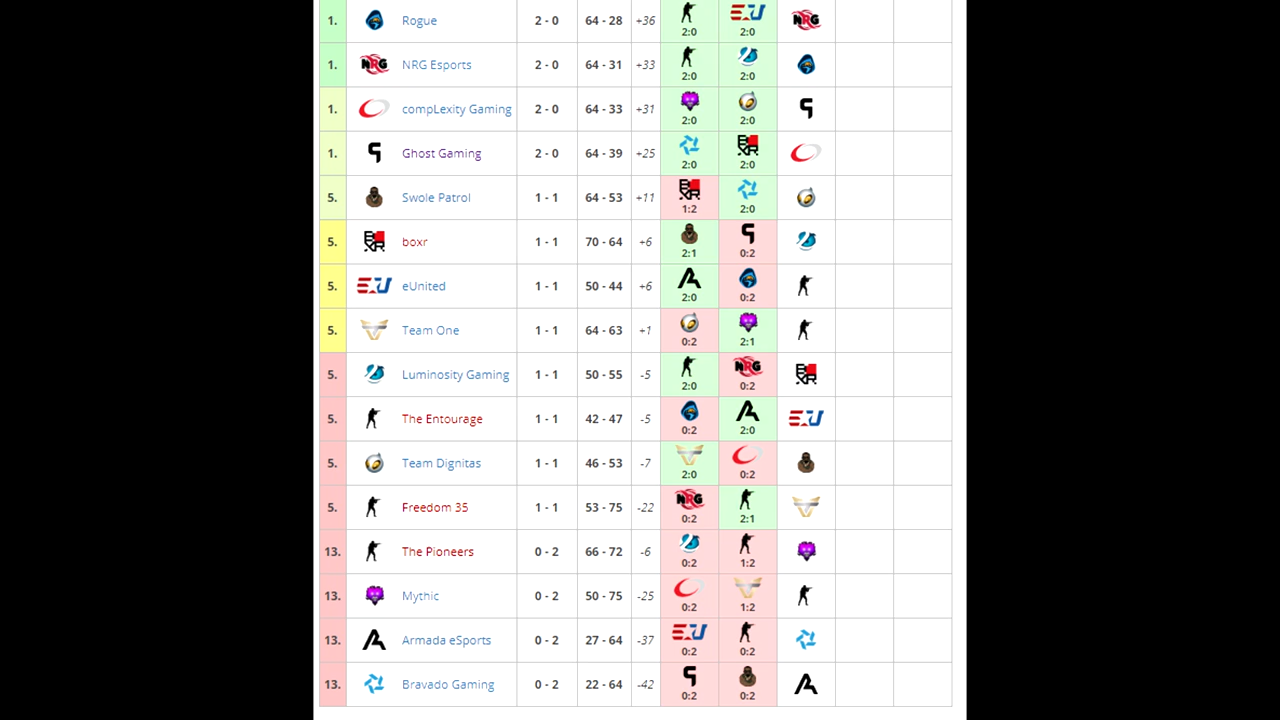 1. Rogue 2 - 0 64 - 28 +36 2:0 2:0 NRG
1. NRG NRG Esports 2 - 0 64 - 31 +33 2:0 2:0
1. compLexity Gaming 2 - 0 64 - 33 +31 2:0 2:0
1. Ghost Gaming 2 - 0 64 - 39 +25 2:0 2:0
5. Swole Patrol 1 - 1 64 - 53 +11 1:2 2:0
5. boxr 1 - 1 70 - 64 +6 2:1 0:2
5. eUnited 1 - 1 50 - 44 +6 2:0 0:2
5. Team One 1 - 1 64 - 63 +1 0:2 2:1
5. Luminosity Gaming 1 - 1 50 - 55 -5 2:0 NRG 0:2
5. The Entourage 1 - 1 42 - 47 -5 0:2 2:0
5. Team Dignitas 1 - 1 46 - 53 -7 2:0 0:2
5. Freedom 35 1 - 1 53 - 75 -22 NRG 0:2 2:1
13. The Pioneers 0 - 2 66 - 72 -6 0:2 1:2
13. Mythic 0 - 2 50 - 75 -25 0:2 1:2
13. Armada eSports 0 - 2 27 - 64 -37 0:2 0:2
13. Bravado Gaming 0 - 2 22 - 64 -42 0:2 0:2